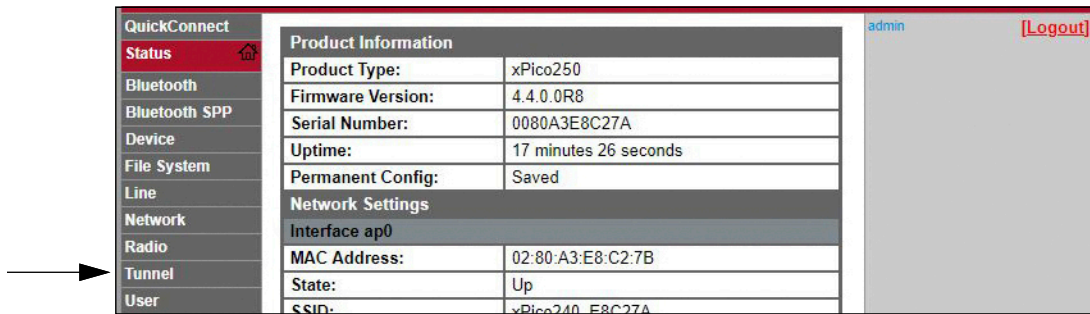 QuickConnect
Status
Bluetooth
Bluetooth SPP
Device
File System
Line
Network
Radio
Tunnel
User
Product Information
Product Type: xPico250
Firmware Version: 4.4.0.0R8
Serial Number: 0080A3E8C27A
Uptime: 17 minutes 26 seconds
Permanent Config: Saved
Network Settings
Interface ap0
MAC Address: 02:80:A3:E8:C2:7B
State: Up
SSID: xPico240_E8C27A
admin [Logout]